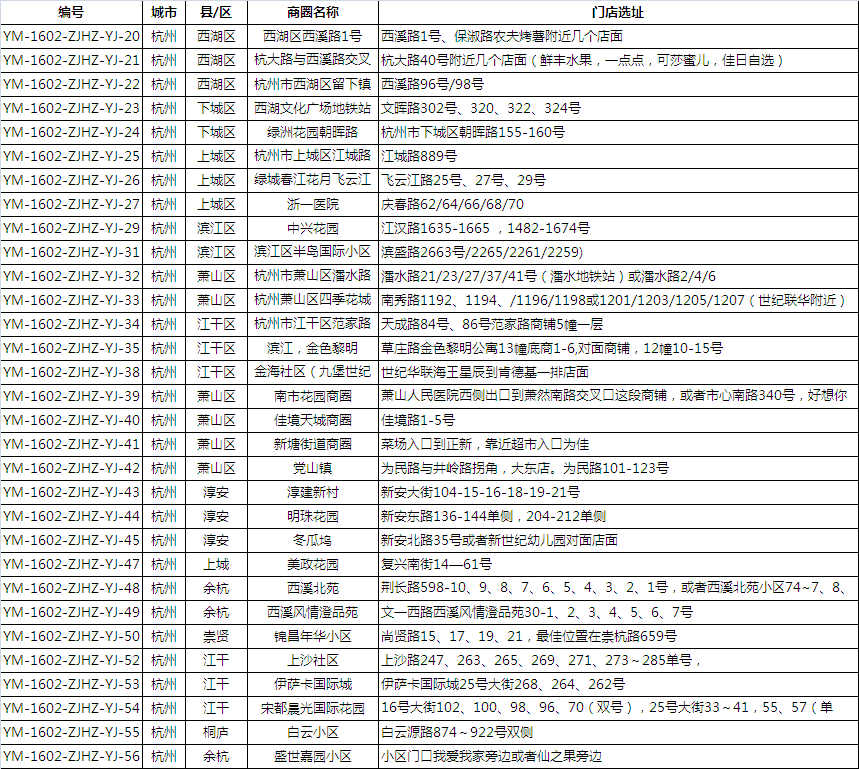 编号 城市 县/区 商圈名称 门店选址
YM-1602-ZJHZ-YJ-20 杭州 西湖区 西湖区西溪路1号 西溪路1号、保淑路农夫烤薯附近几个店面
YM-1602-ZJHZ-YJ-21 杭州 西湖区 杭大路与西溪路交叉 杭大路40号附近几个店面（鲜丰水果，一点点，可莎蜜儿，佳日自选）
YM-1602-ZJHZ-YJ-22 杭州 西湖区 杭州市西湖区留下镇 西溪路96号/98号
YM-1602-ZJHZ-YJ-23 杭州 下城区 西湖文化广场地铁站 文晖路302号、320、322、324号
YM-1602-ZJHZ-YJ-24 杭州 下城区 绿洲花园朝晖路 杭州市下城区朝晖路155-160号
YM-1602-ZJHZ-YJ-25 杭州 上城区 杭州市上城区江城路 江城路889号
YM-1602-ZJHZ-YJ-26 杭州 上城区 绿城春江花月飞云江 飞云江路25号、27号、29号
YM-1602-ZJHZ-YJ-27 杭州 上城区 浙一医院 庆春路62/64/66/68/70
YM-1602-ZJHZ-YJ-29 杭州 滨江区 中兴花园 江汉路1635-1665 ，1482-1674号
YM-1602-ZJHZ-YJ-31 杭州 滨江区 滨江区半岛国际小区 滨盛路2663号/2265/2261/2259)
YM-1602-ZJHZ-YJ-32 杭州 萧山区 杭州市萧山区潘水路 潘水路21/23/27/37/41号（潘水地铁站）或潘水路2/4/6
YM-1602-ZJHZ-YJ-33 杭州 萧山区 杭州萧山区四季花城 南秀路1192、1194、/1196/1198或1201/1203/1205/1207（世纪联华附近）
YM-1602-ZJHZ-YJ-34 杭州 江干区 杭州市江干区范家路 天成路84号、86号范家路商铺5幢一层
YM-1602-ZJHZ-YJ-35 杭州 江干区 滨江，金色黎明 草庄路金色黎明公寓13幢底商1-6,对面商铺，12幢10-15号
YM-1602-ZJHZ-YJ-38 杭州 江干区 金海社区（九堡世纪 世纪华联海王星辰到肯德基一排店面
YM-1602-ZJHZ-YJ-39 杭州 萧山区 南市花园商圈 萧山人民医院西侧出口到萧然南路交叉口这段商铺，或者市心南路340号，好想你
YM-1602-ZJHZ-YJ-40 杭州 萧山区 佳境天城商圈 佳境路1-5号
YM-1602-ZJHZ-YJ-41 杭州 萧山区 新塘街道商圈 菜场入口到正新，靠近超市入口为佳
YM-1602-ZJHZ-YJ-42 杭州 萧山区 党山镇 为民路与井岭路拐角，大东店。为民路101-123号
YM-1602-ZJHZ-YJ-43 杭州 淳安 淳建新村 新安大街104-15-16-18-19-21号
YM-1602-ZJHZ-YJ-44 杭州 淳安 明珠花园 新安东路136-144单侧，204-212单侧
YM-1602-ZJHZ-YJ-45 杭州 淳安 冬瓜坞 新安北路35号或者新世纪幼儿园对面店面
YM-1602-ZJHZ-YJ-47 杭州 上城 美政花园 复兴南街14—61号
YM-1602-ZJHZ-YJ-48 杭州 余杭 西溪北苑 荆长路598-10、9、8、7、6、5、4、3、2、1号，或者西溪北苑小区74~7、8、
YM-1602-ZJHZ-YJ-49 杭州 余杭 西溪风情澄品苑 文一西路西溪风情澄品苑30-1、2、3、4、5、6、7号
YM-1602-ZJHZ-YJ-50 杭州 崇贤 锦昌年华小区 尚贤路15、17、19、21，最佳位置在崇杭路659号
YM-1602-ZJHZ-YJ-52 杭州 江干 上沙社区 上沙路247、263、265、269、271、273～285单号，
YM-1602-ZJHZ-YJ-53 杭州 江干 伊萨卡国际城 伊萨卡国际城25号大街268、264、262号
YM-1602-ZJHZ-YJ-54 杭州 江干 宋都晨光国际花园 16号大街102、100、98、96、70（双号），25号大街33～41，55、57（单
YM-1602-ZJHZ-YJ-55 杭州 桐庐 白云小区 白云源路874～922号双侧
YM-1602-ZJHZ-YJ-56 杭州 余杭 盛世嘉园小区 小区门口我爱我家旁边或者仙之果旁边